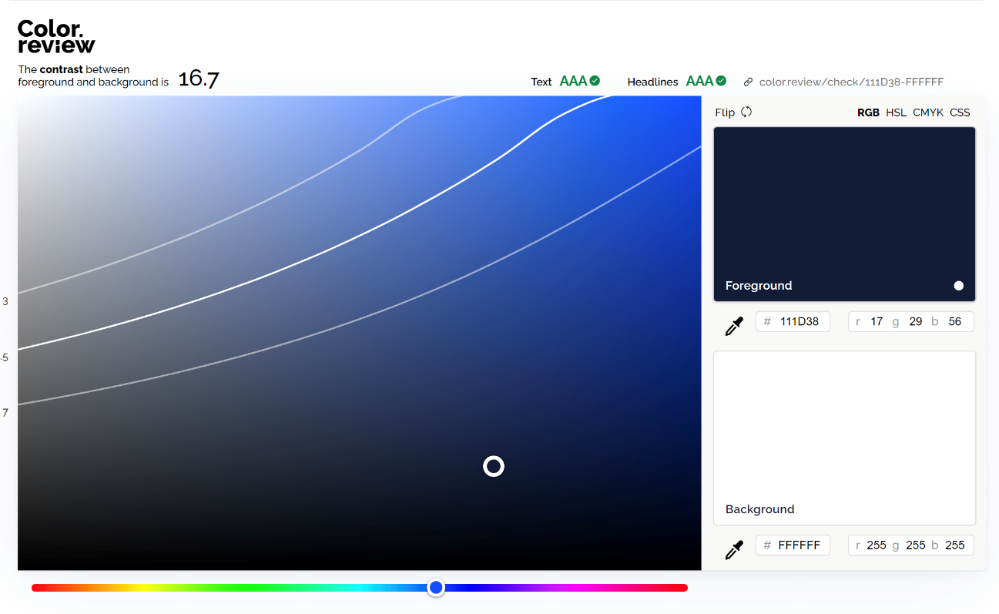 Color.
review
The contrast between
foreground and background is 16.7
Text AAA Headlines AAA color.review/check/111D38-FFFFFF
Flip RGB HSL CMYK CSS
Foreground
# 111D38 r 17 g 29 b 56
Background
# FFFFFF r 255 g 255 b 255
3
.5
7